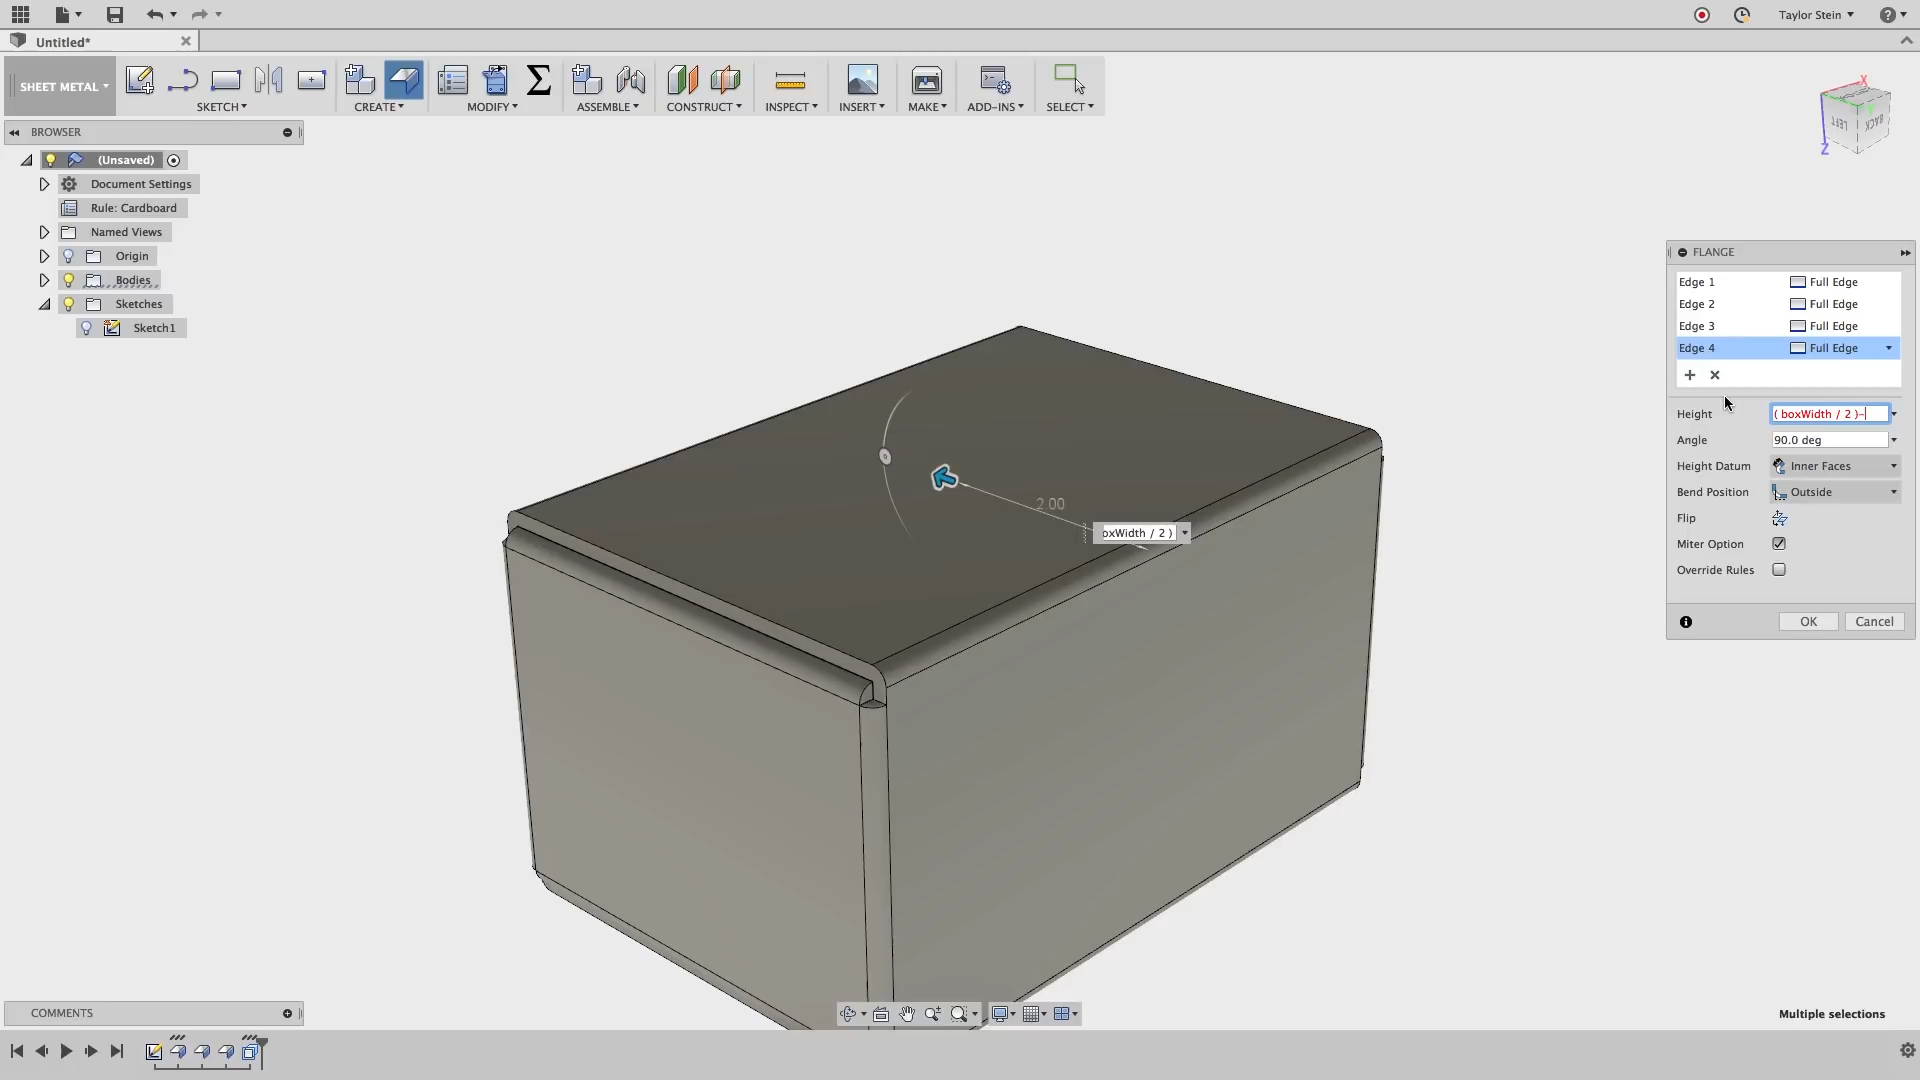 Taylor Stein
Untitled*
SHEET METAL
SKETCH
CREATE
MODIFY
ASSEMBLE
CONSTRUCT
INSPECT
INSERT
MAKE
ADD-INS
SELECT
BROWSER
(Unsaved)
Document Settings
Rule: Cardboard
Named Views
Origin
Bodies
Sketches
Sketch1
X
Y
LEFT
BACK
Z
FLANGE
Edge 1 Full Edge
Edge 2 Full Edge
Edge 3 Full Edge
Edge 4 Full Edge
Height ( boxWidth / 2 )-
Angle 90.0 deg
Height Datum Inner Faces
Bend Position Outside
Flip
Miter Option
Override Rules
OK Cancel
2.00
oxWidth / 2 )
COMMENTS
Multiple selections